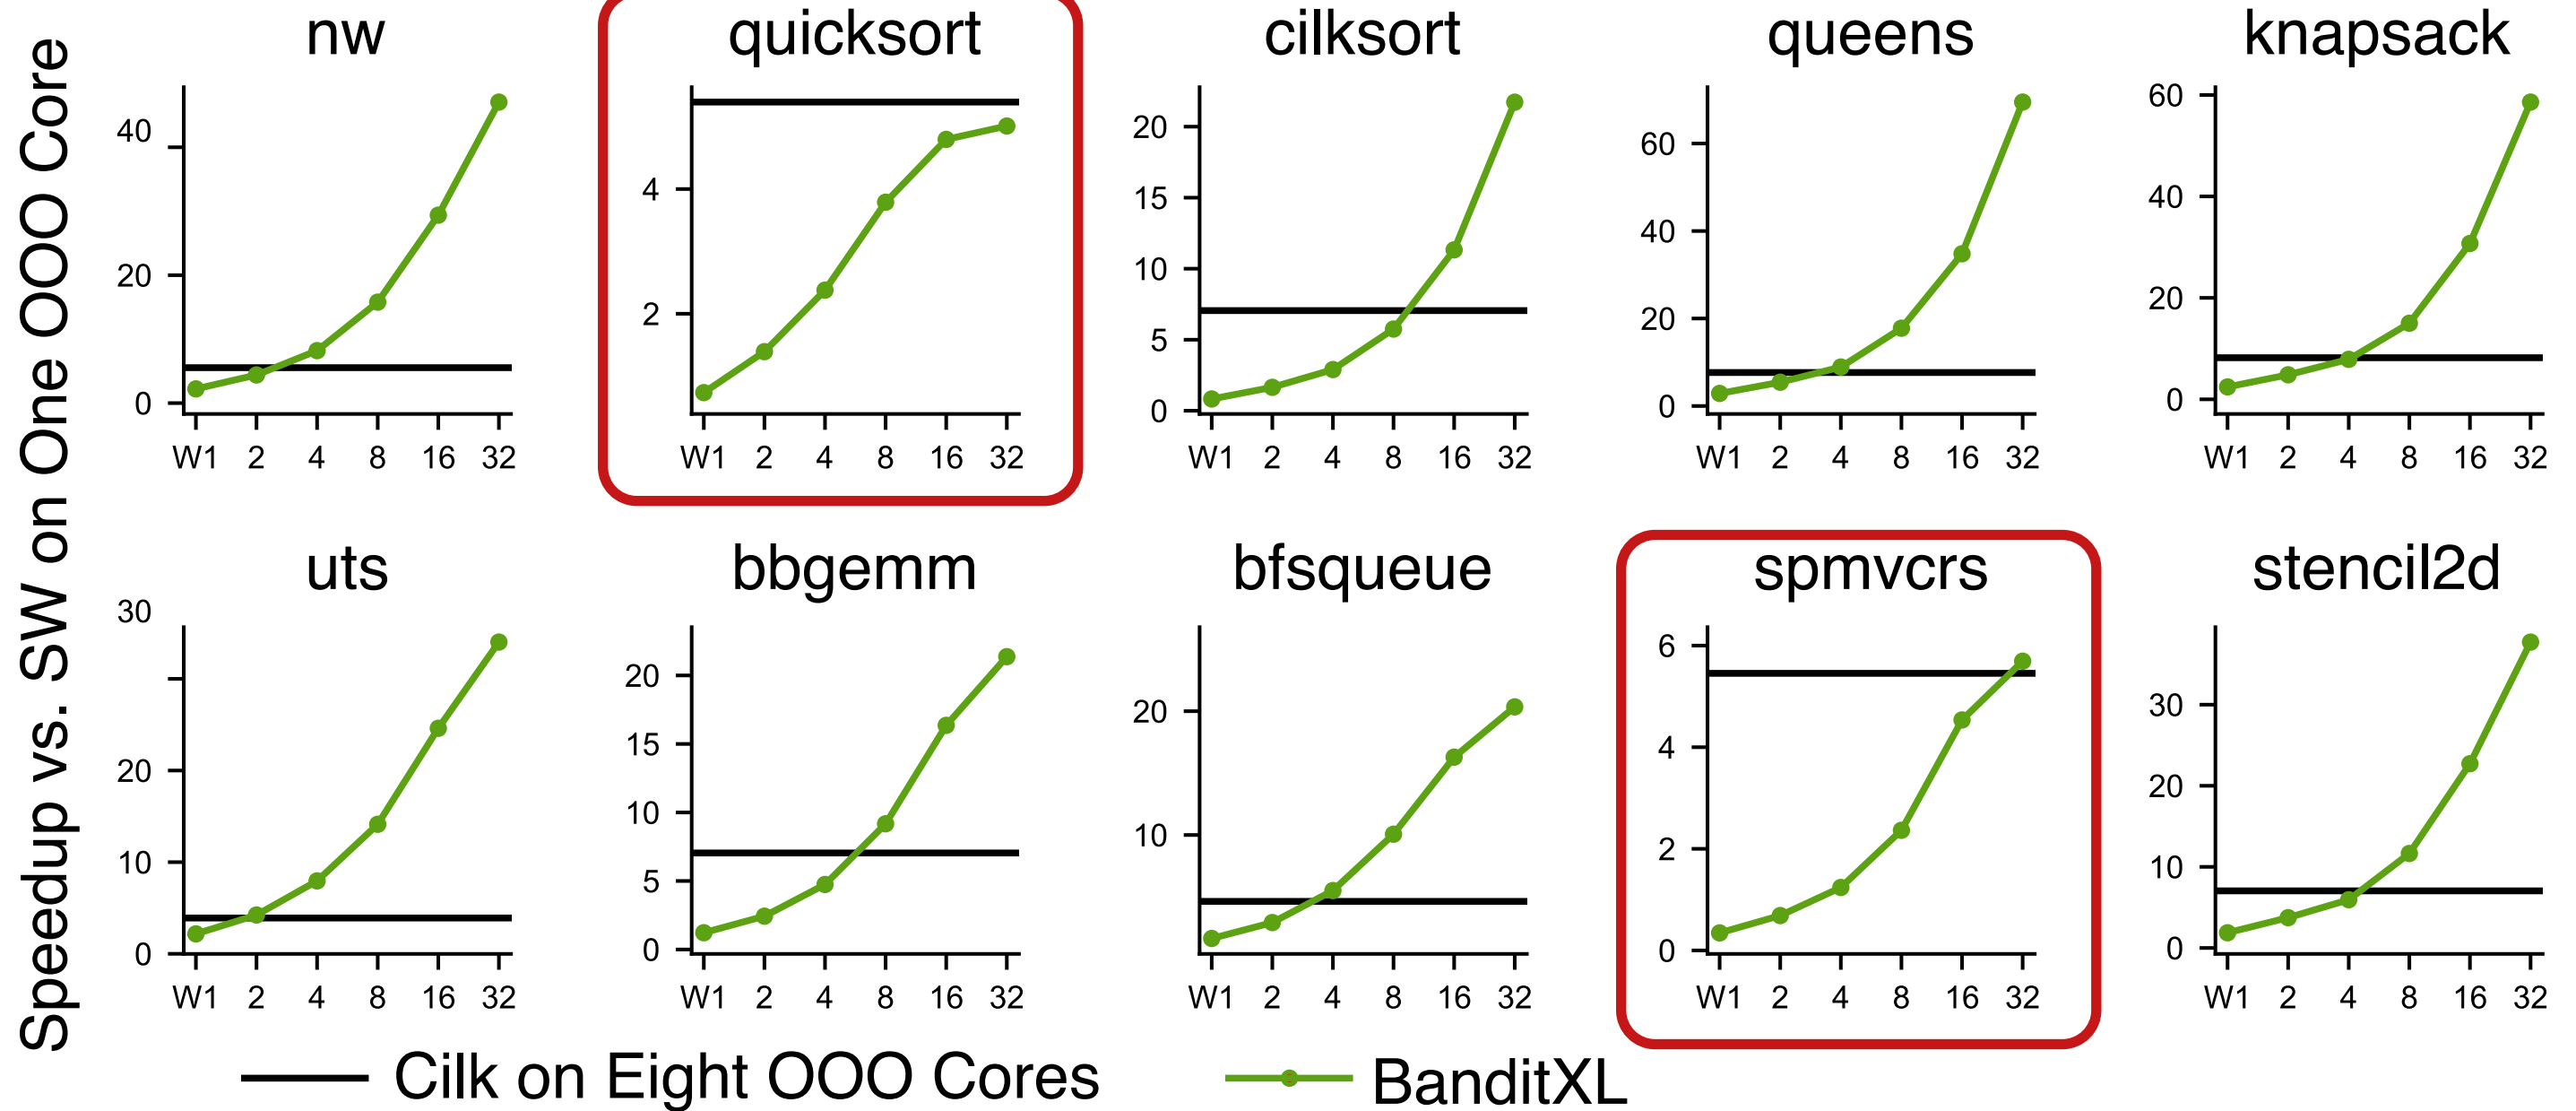 Speedup vs. SW on One OOO Core
nw
40
20
0
W1 2 4 8 16 32
quicksort
4
2
W1 2 4 8 16 32
cilksort
20
15
10
5
0
W1 2 4 8 16 32
queens
60
40
20
0
W1 2 4 8 16 32
knapsack
60
40
20
0
W1 2 4 8 16 32
uts
30
20
10
0
W1 2 4 8 16 32
bbgemm
20
15
10
5
0
W1 2 4 8 16 32
bfsqueue
20
10
W1 2 4 8 16 32
spmvcrs
6
4
2
0
W1 2 4 8 16 32
stencil2d
30
20
10
0
W1 2 4 8 16 32
Cilk on Eight OOO Cores
BanditXL